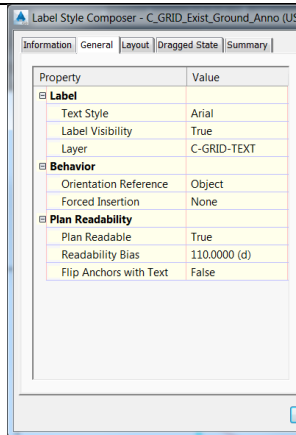 Label Style Composer - C_GRID_Exist_Ground_Anno (US
Information General Layout Dragged State Summary
Property Value
Label
Text Style Arial
Label Visibility True
Layer C-GRID-TEXT
Behavior
Orientation Reference Object
Forced Insertion None
Plan Readability
Plan Readable True
Readability Bias 110.0000 (d)
Flip Anchors with Text False